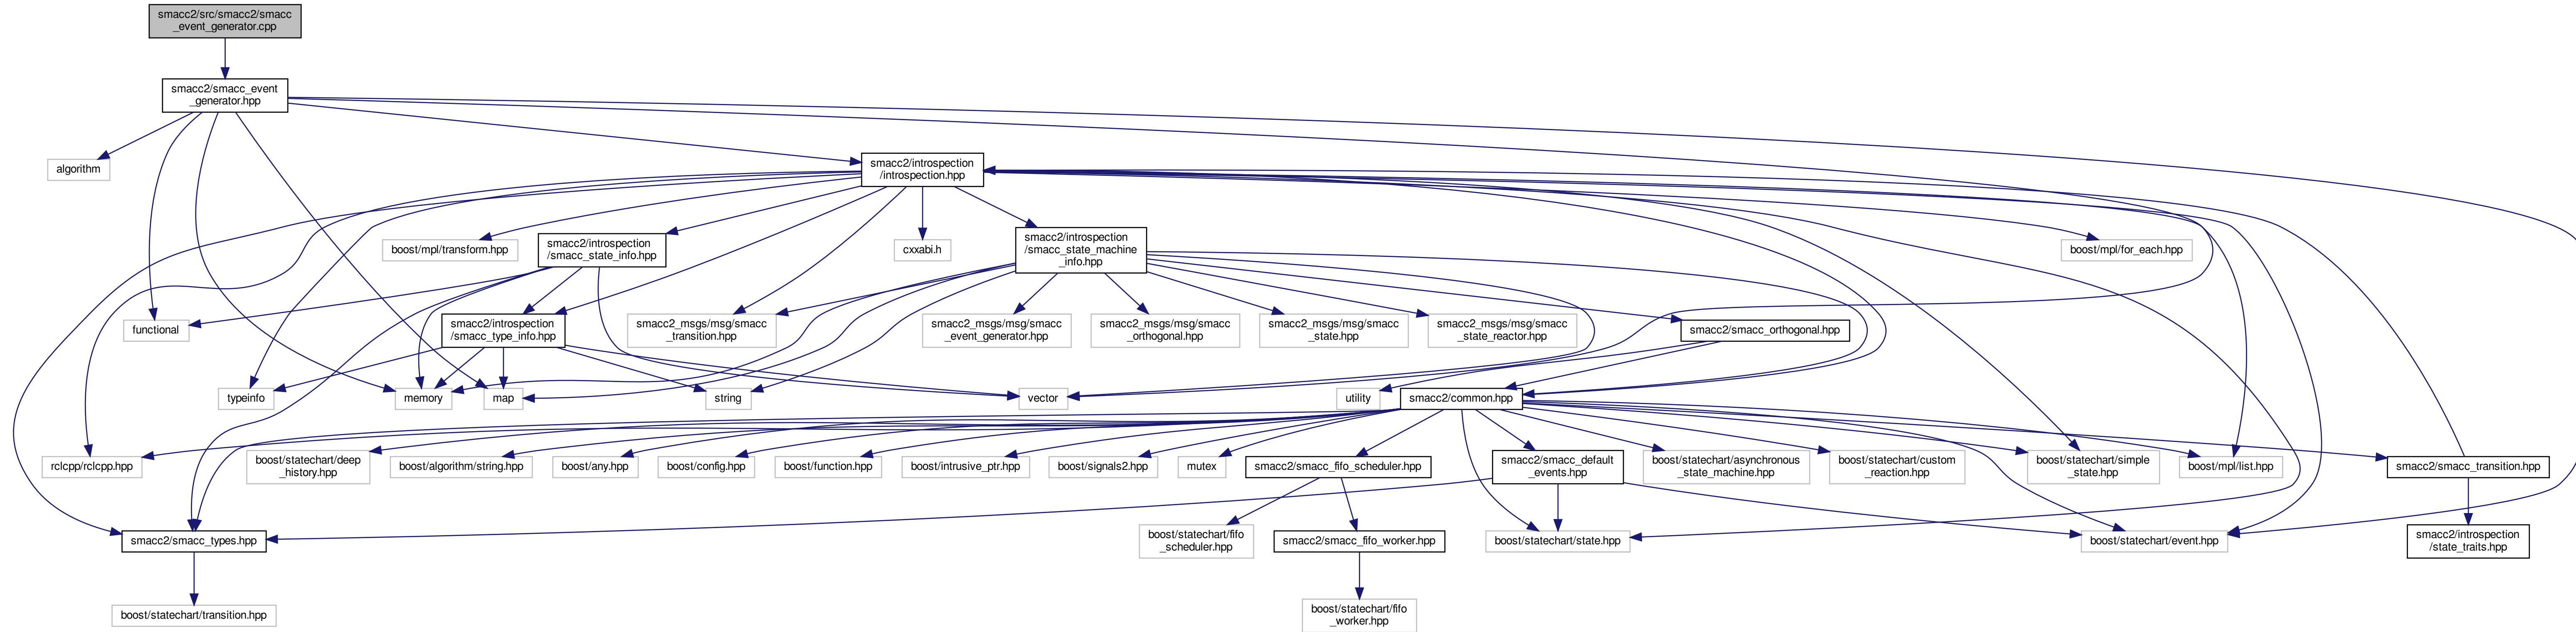 smacc2/src/smacc2/smacc
_event_generator.cpp
smacc2/smacc_event
_generator.hpp
algorithm
smacc2/introspection
/introspection.hpp
boost/mpl/transform.hpp
smacc2/introspection
/smacc_state_info.hpp
cxxabi.h
smacc2/introspection
/smacc_state_machine
_info.hpp
boost/mpl/for_each.hpp
functional
smacc2/introspection
/smacc_type_info.hpp
smacc2_msgs/msg/smacc
_transition.hpp
smacc2_msgs/msg/smacc
_event_generator.hpp
smacc2_msgs/msg/smacc
_orthogonal.hpp
smacc2_msgs/msg/smacc
_state.hpp
smacc2_msgs/msg/smacc
_state_reactor.hpp
smacc2/smacc_orthogonal.hpp
typeinfo
memory
map
string
vector
utility
smacc2/common.hpp
rclcpp/rclcpp.hpp
boost/statechart/deep
_history.hpp
boost/algorithm/string.hpp
boost/any.hpp
boost/config.hpp
boost/function.hpp
boost/intrusive_ptr.hpp
boost/signals2.hpp
mutex
smacc2/smacc_fifo_scheduler.hpp
smacc2/smacc_default
_events.hpp
boost/statechart/asynchronous
_state_machine.hpp
boost/statechart/custom
_reaction.hpp
boost/statechart/simple
_state.hpp
boost/mpl/list.hpp
smacc2/smacc_transition.hpp
smacc2/smacc_types.hpp
boost/statechart/fifo
_scheduler.hpp
smacc2/smacc_fifo_worker.hpp
boost/statechart/state.hpp
boost/statechart/event.hpp
smacc2/introspection
/state_traits.hpp
boost/statechart/transition.hpp
boost/statechart/fifo
_worker.hpp